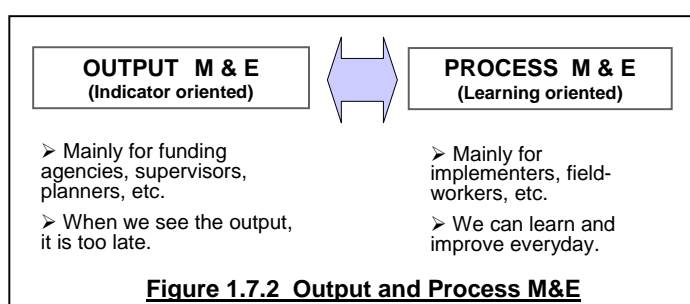 OUTPUT M & E
(Indicator oriented)
➢ Mainly for funding
agencies, supervisors,
planners, etc.
➢ When we see the output,
it is too late.
PROCESS M & E
(Learning oriented)
➢ Mainly for
implementers, field-
workers, etc.
➢ We can learn and
improve everyday.
Figure 1.7.2 Output and Process M&E